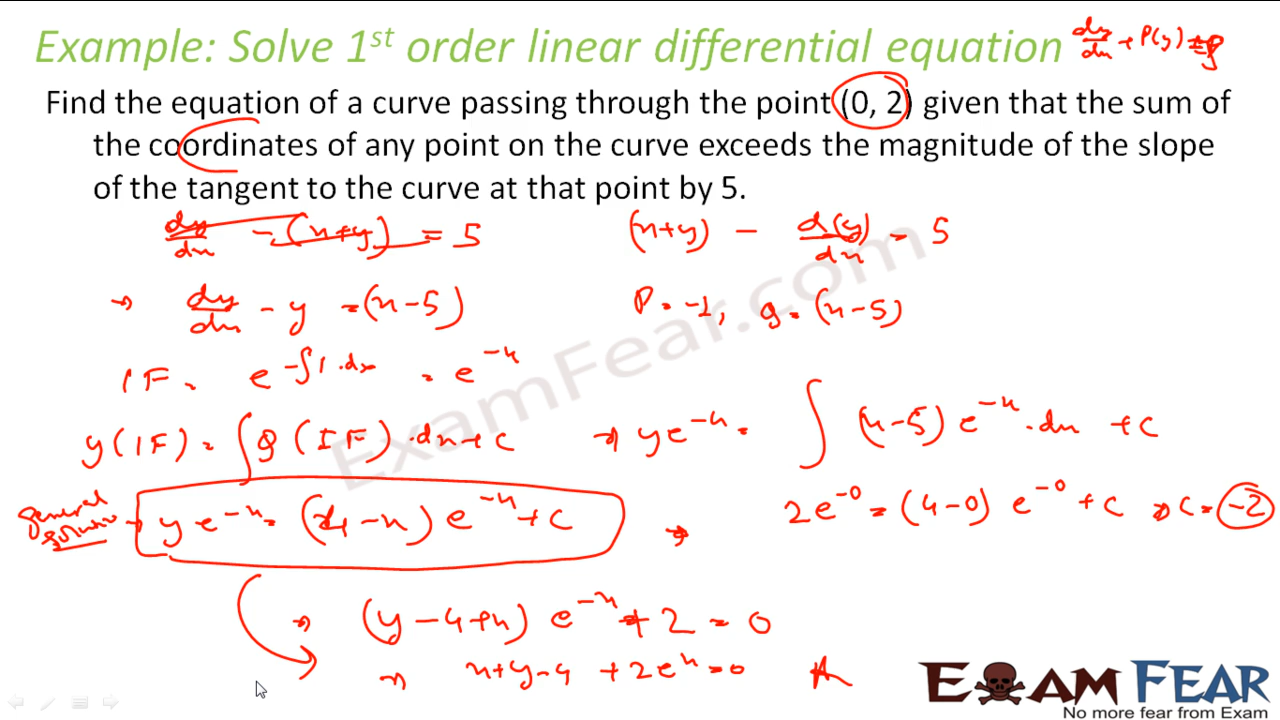 Example: Solve 1st order linear differential equation
dy/dx + P(y) = Q
Find the equation of a curve passing through the point (0, 2) given that the sum of
the coordinates of any point on the curve exceeds the magnitude of the slope
of the tangent to the curve at that point by 5.
dy/dx - (x+y) = 5
(x+y) - d(y)/dx = 5
→ dy/dx - y = (x-5)
P = -1, Q = (x-5)
IF = e^-∫1.dx = e^-x
y(IF) = ∫Q(IF).dx + C
→ ye^-x = ∫(x-5)e^-x.dx + C
general solution → ye^-x = (4-x)e^-x + C →
2e^-0 = (4-0)e^-0 + C ⇒ C = -2
⇒ (y-4+x)e^-x + 2 = 0
⇒ x+y-4 + 2e^x = 0 A
ExamFear.com
EXAM FEAR
No more fear from Exam